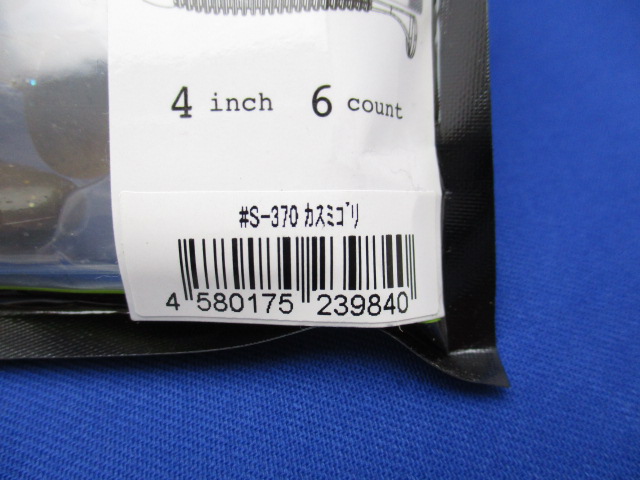 4 inch 6 count
#S-370 ｶｽﾐｺﾞﾘ
4 580175 239840